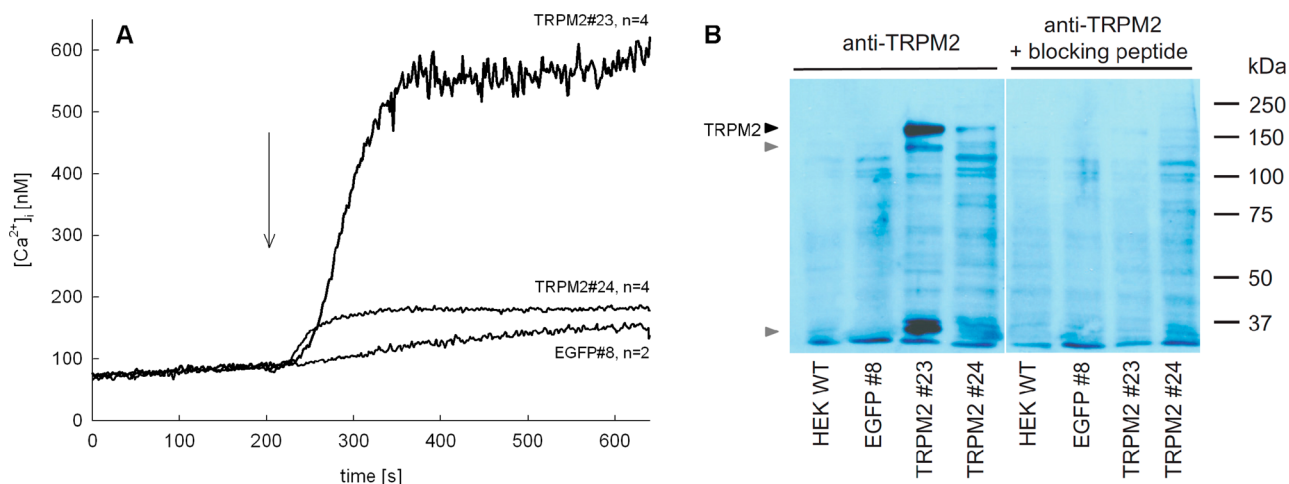 A
TRPM2#23, n=4
600
500
400
300
200
100
0
[Ca2+]i [nM]
TRPM2#24, n=4
EGFP#8, n=2
0
100
200
300
400
500
600
time [s]
B
anti-TRPM2
anti-TRPM2
+ blocking peptide
kDa
TRPM2
250
150
100
75
50
37
HEK WT
EGFP #8
TRPM2 #23
TRPM2 #24
HEK WT
EGFP #8
TRPM2 #23
TRPM2 #24